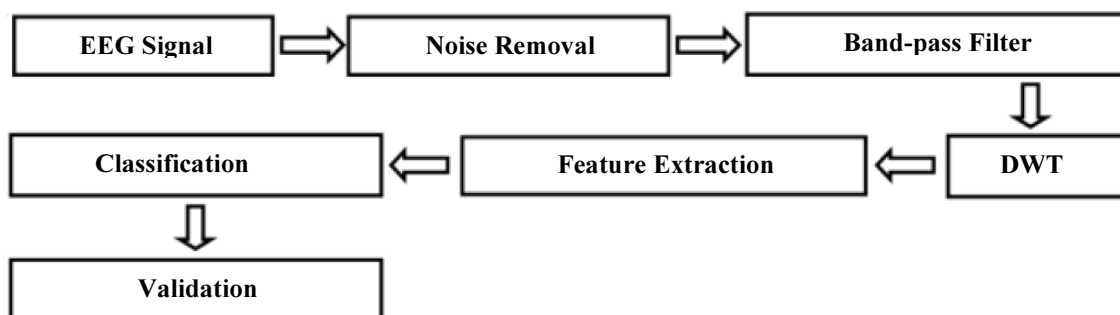 EEG Signal
Noise Removal
Band-pass Filter
DWT
Feature Extraction
Classification
Validation